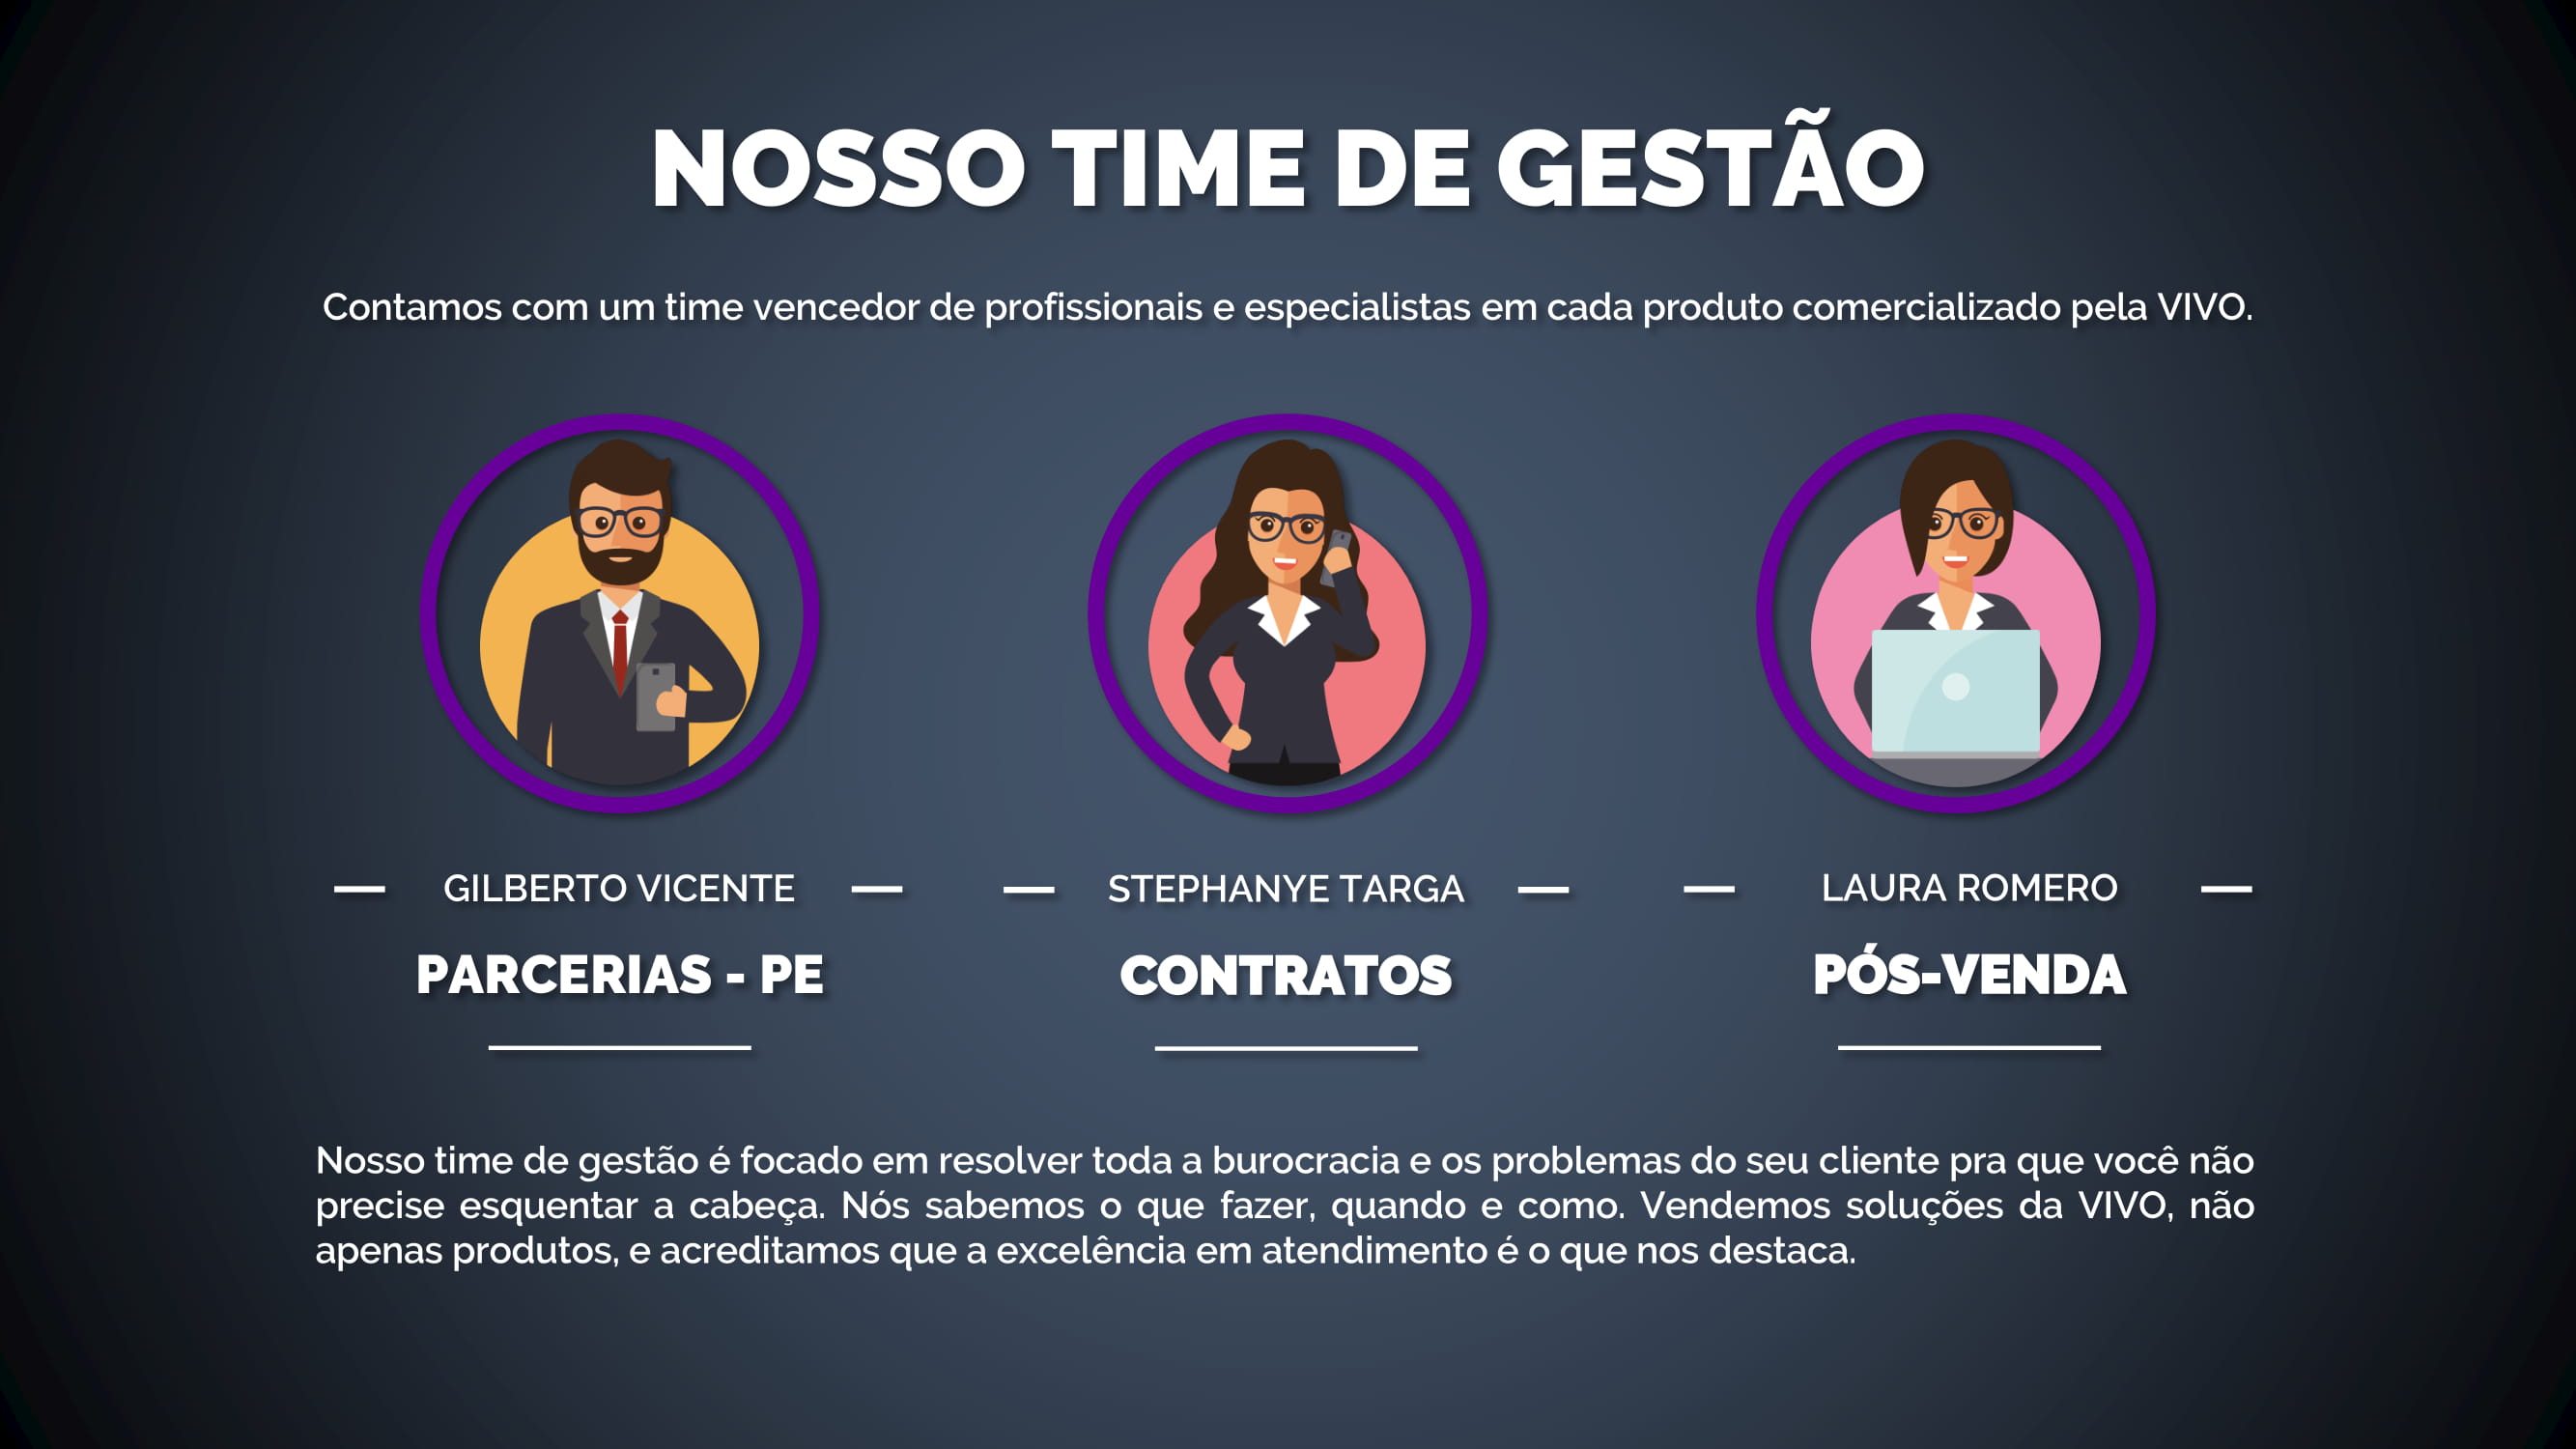 NOSSO TIME DE GESTÃO
Contamos com um time vencedor de profissionais e especialistas em cada produto comercializado pela VIVO.
GILBERTO VICENTE
PARCERIAS - PE
STEPHANYE TARGA
CONTRATOS
LAURA ROMERO
PÓS-VENDA
Nosso time de gestão é focado em resolver toda a burocracia e os problemas do seu cliente pra que você não
precise esquentar a cabeça. Nós sabemos o que fazer, quando e como. Vendemos soluções da VIVO, não
apenas produtos, e acreditamos que a excelência em atendimento é o que nos destaca.